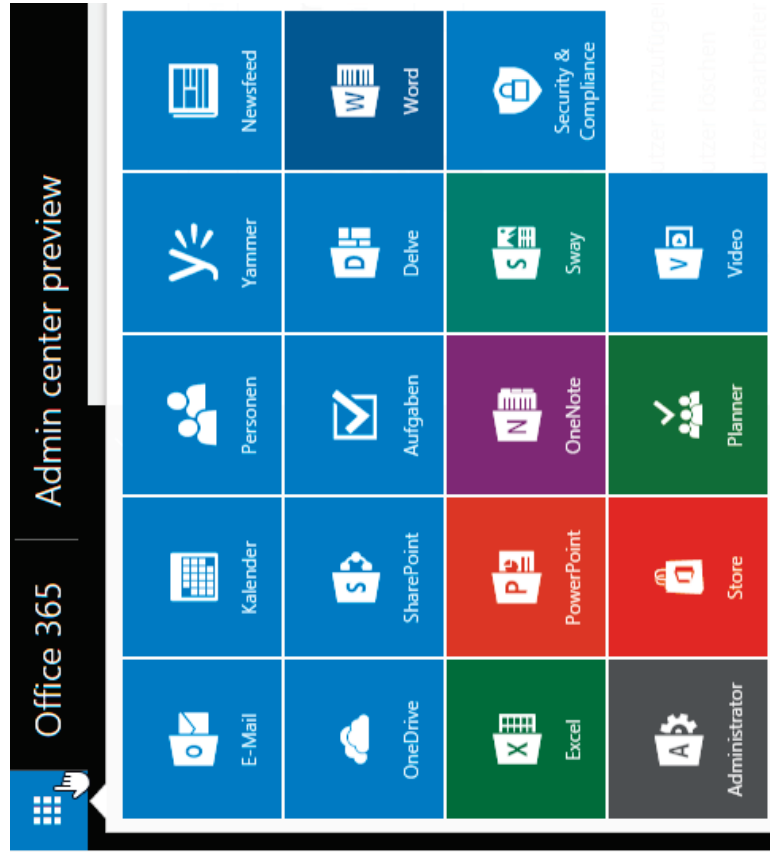 Office 365 Admin center preview
E-Mail Kalender Personen Yammer Newsfeed
OneDrive SharePoint Aufgaben Delve Word
Excel PowerPoint OneNote Sway Security &
Compliance
Administrator Store Planner Video